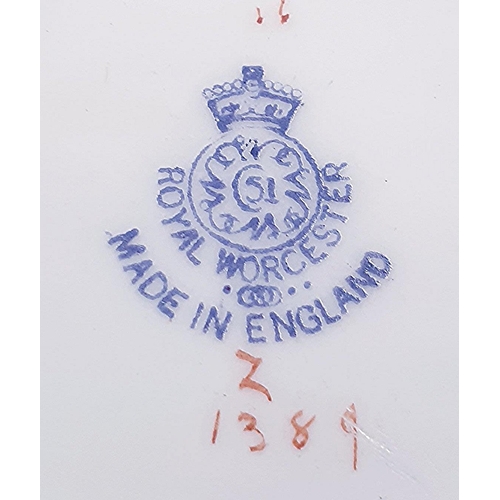 51
ROYAL WORCESTER
MADE IN ENGLAND
Z
1389